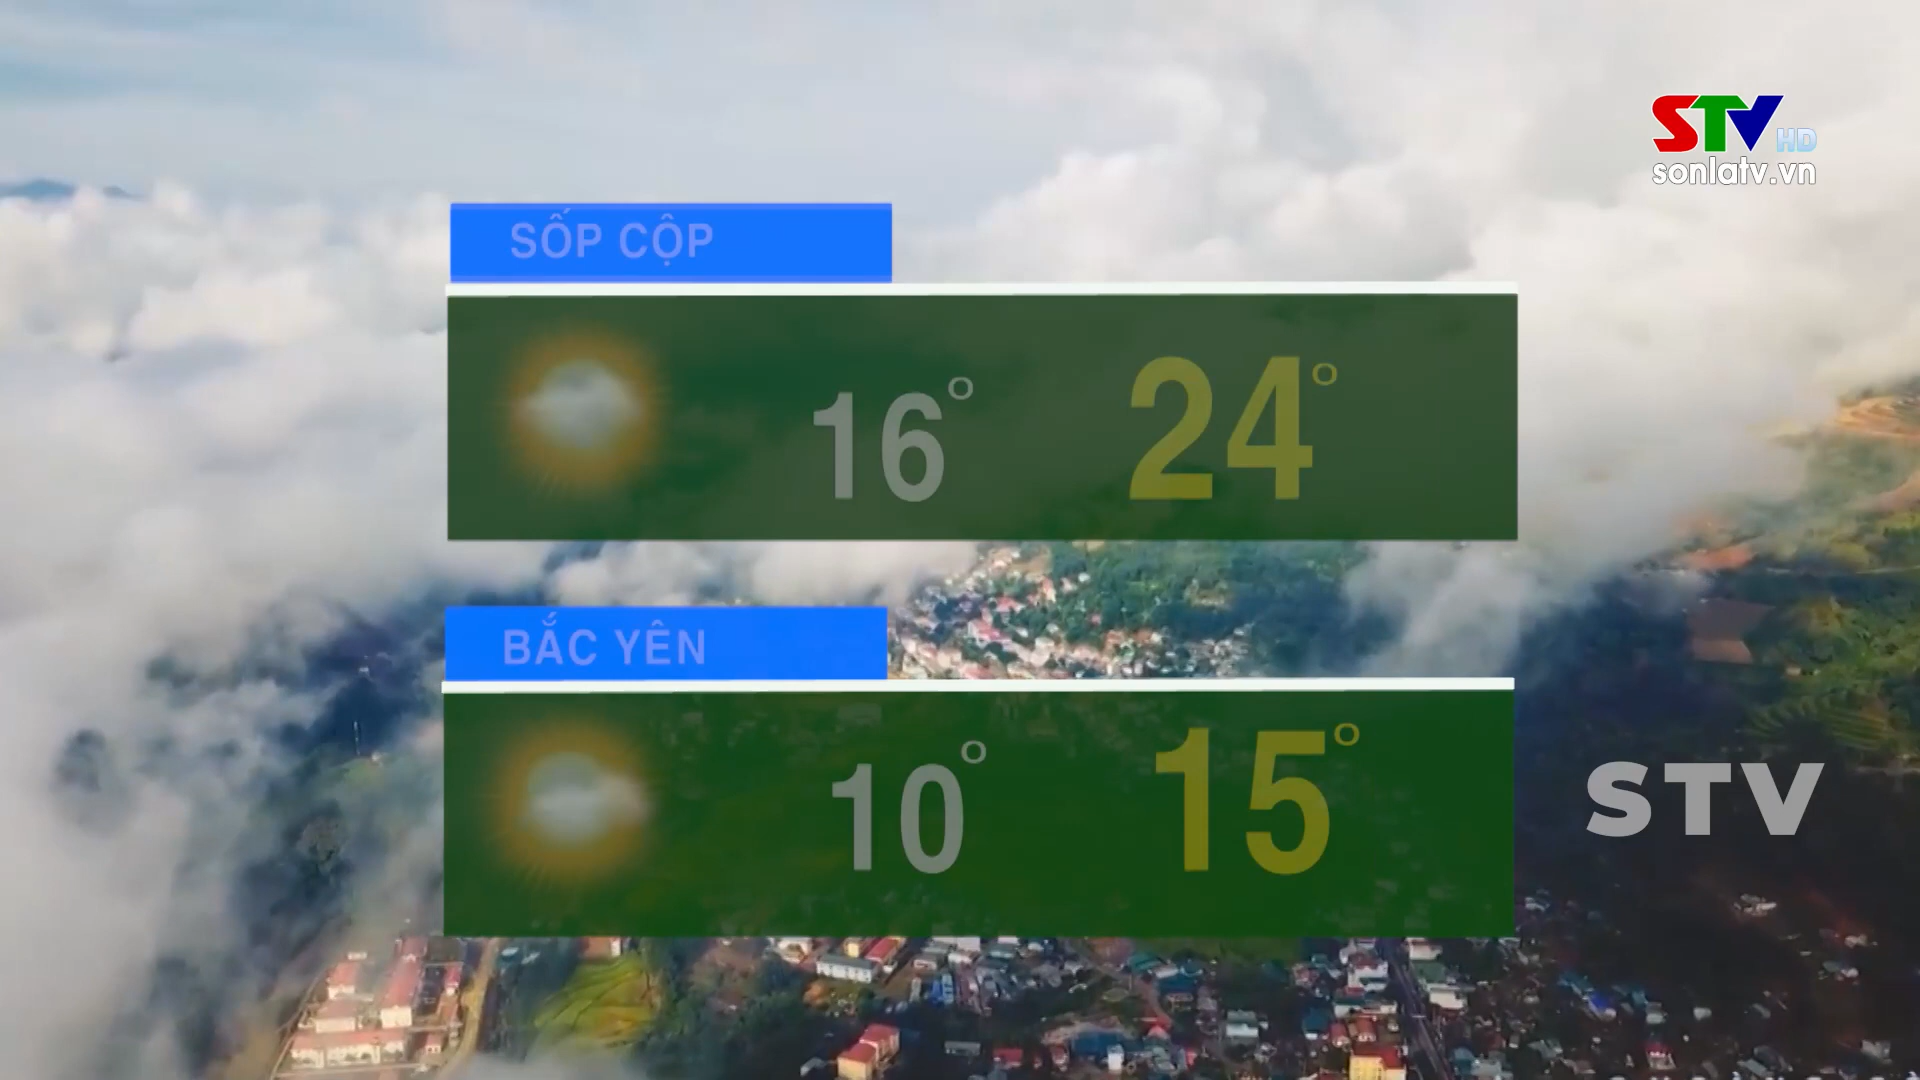 STV HD
sonlatv.vn
SỐP CỘP
16° 24°
BẮC YÊN
10° 15°
STV